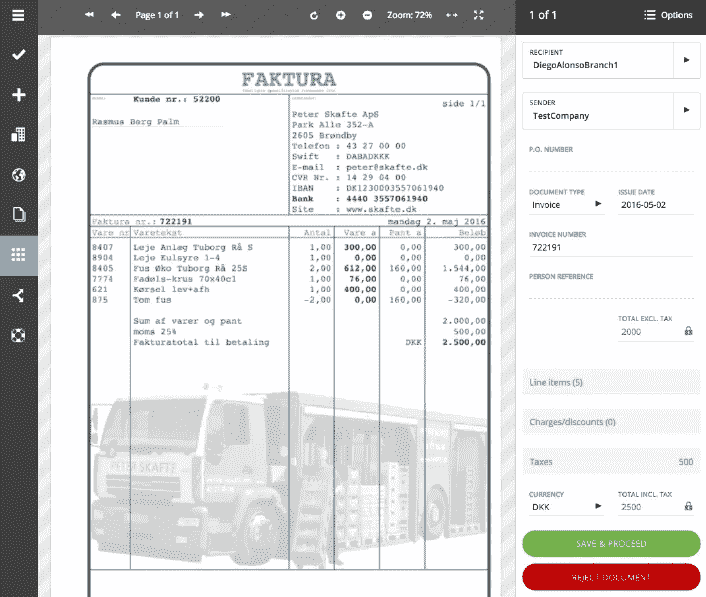 Page 1 of 1
Zoom: 72%
1 of 1
Options
FAKTURA
Kunde nr.: 52200
side 1/1
Rasmus Berg Palm
Peter Skafte ApS
Park Alle 352-A
2605 Brøndby
Telefon : 43 27 00 00
Swift : DABADKKK
E-mail : peter@skafte.dk
CVR Nr. : 14 29 04 00
IBAN : DK1230003557061940
Bank : 4440 3557061940
Site : www.skafte.dk
Faktura nr.: 722191 mandag 2. maj 2016
Vare nr Varetekst Antal Vare a Pant a Beløb
8407 Leje Anlæg Tuborg Rå S 1,00 300,00 0,00 300,00
8904 Leje Kulsyre 1-4 1,00 0,00 0,00 0,00
8405 Fus Øko Tuborg Rå 25S 2,00 612,00 160,00 1.544,00
7774 Fadøls-krus 70x40cl 1,00 76,00 0,00 76,00
621 Kørsel lev+afh 1,00 400,00 0,00 400,00
875 Tom fus -2,00 0,00 160,00 -320,00
Sum af varer og pant 2.000,00
moms 25% 500,00
Fakturatotal til betaling DKK 2.500,00
PETER SKAFTE
RECIPIENT
DiegoAlonsoBranch1
SENDER
TestCompany
P.O. NUMBER
DOCUMENT TYPE ISSUE DATE
Invoice 2016-05-02
INVOICE NUMBER
722191
PERSON REFERENCE
TOTAL EXCL. TAX
2000
Line items (5)
Charges/discounts (0)
Taxes 500
CURRENCY TOTAL INCL. TAX
DKK 2500
SAVE & PROCEED
REJECT DOCUMENT